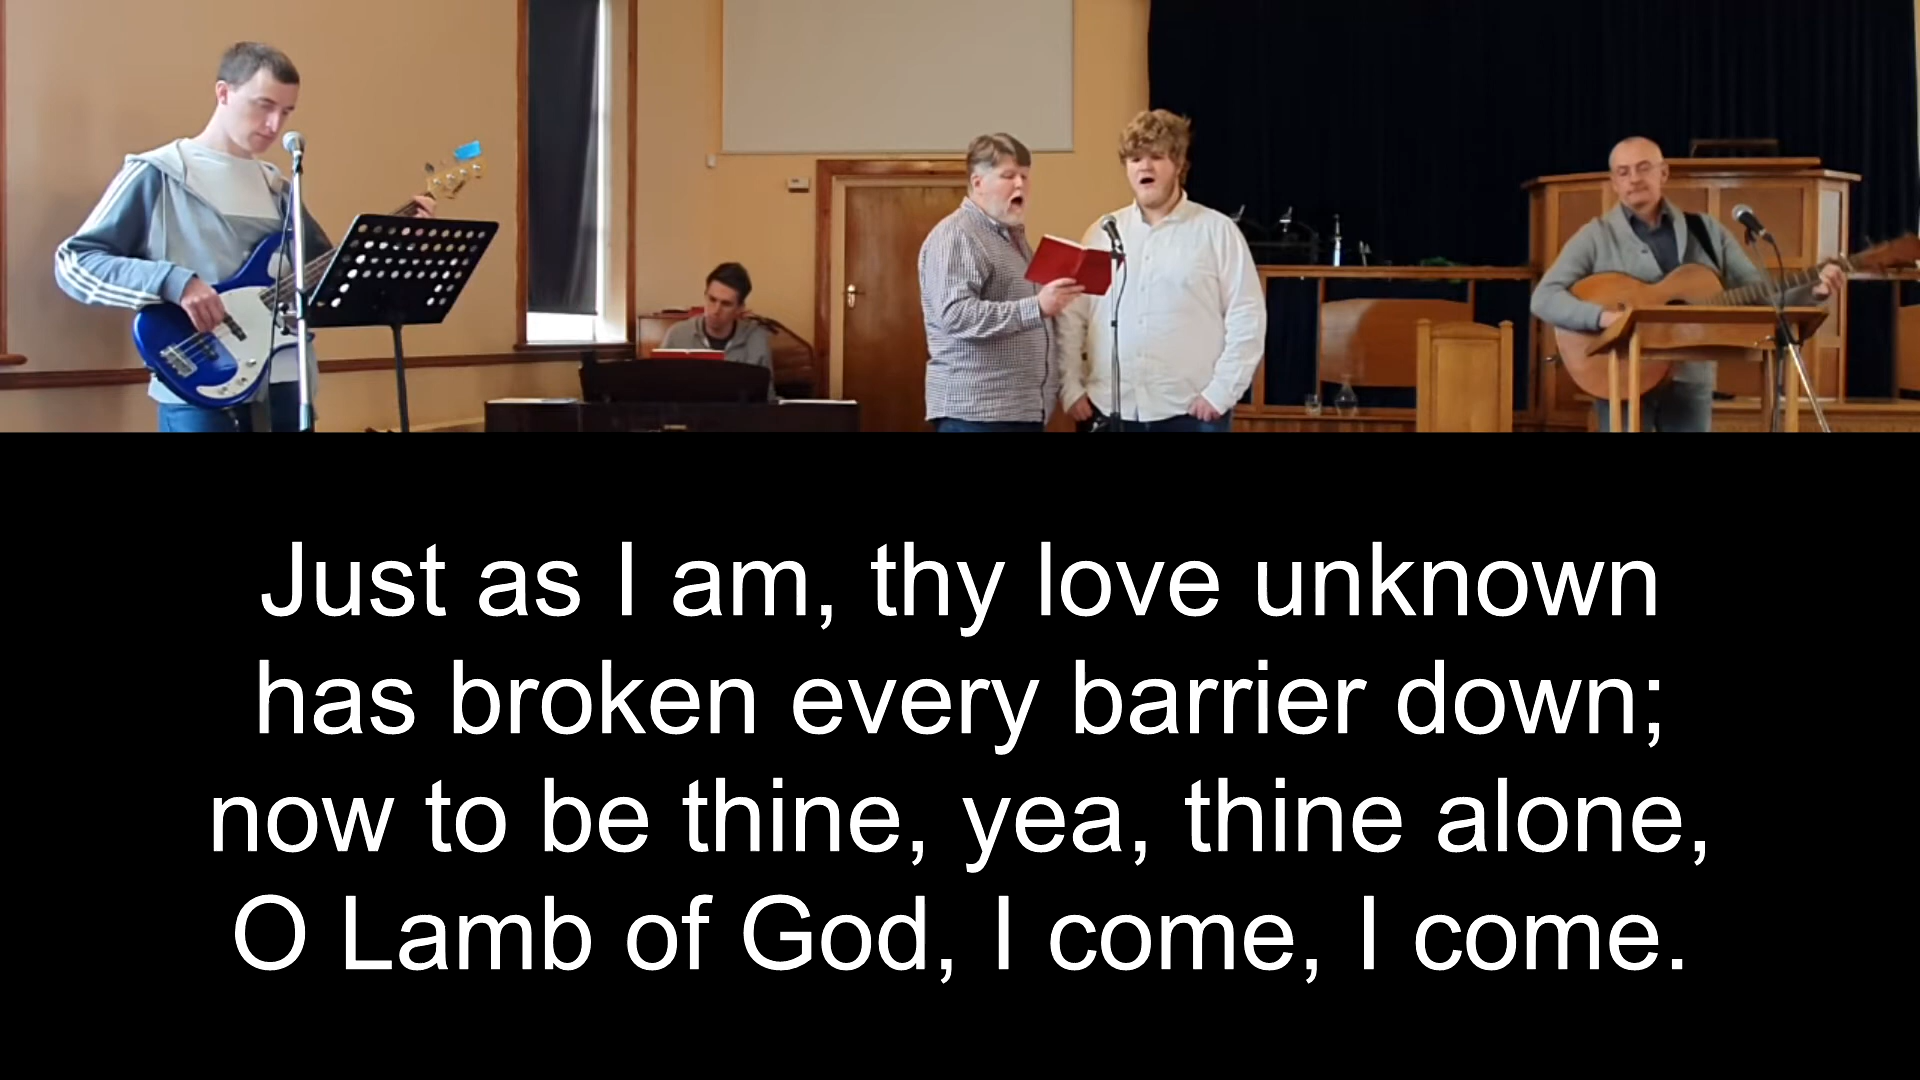 Just as I am, thy love unknown
has broken every barrier down;
now to be thine, yea, thine alone,
O Lamb of God, I come, I come.